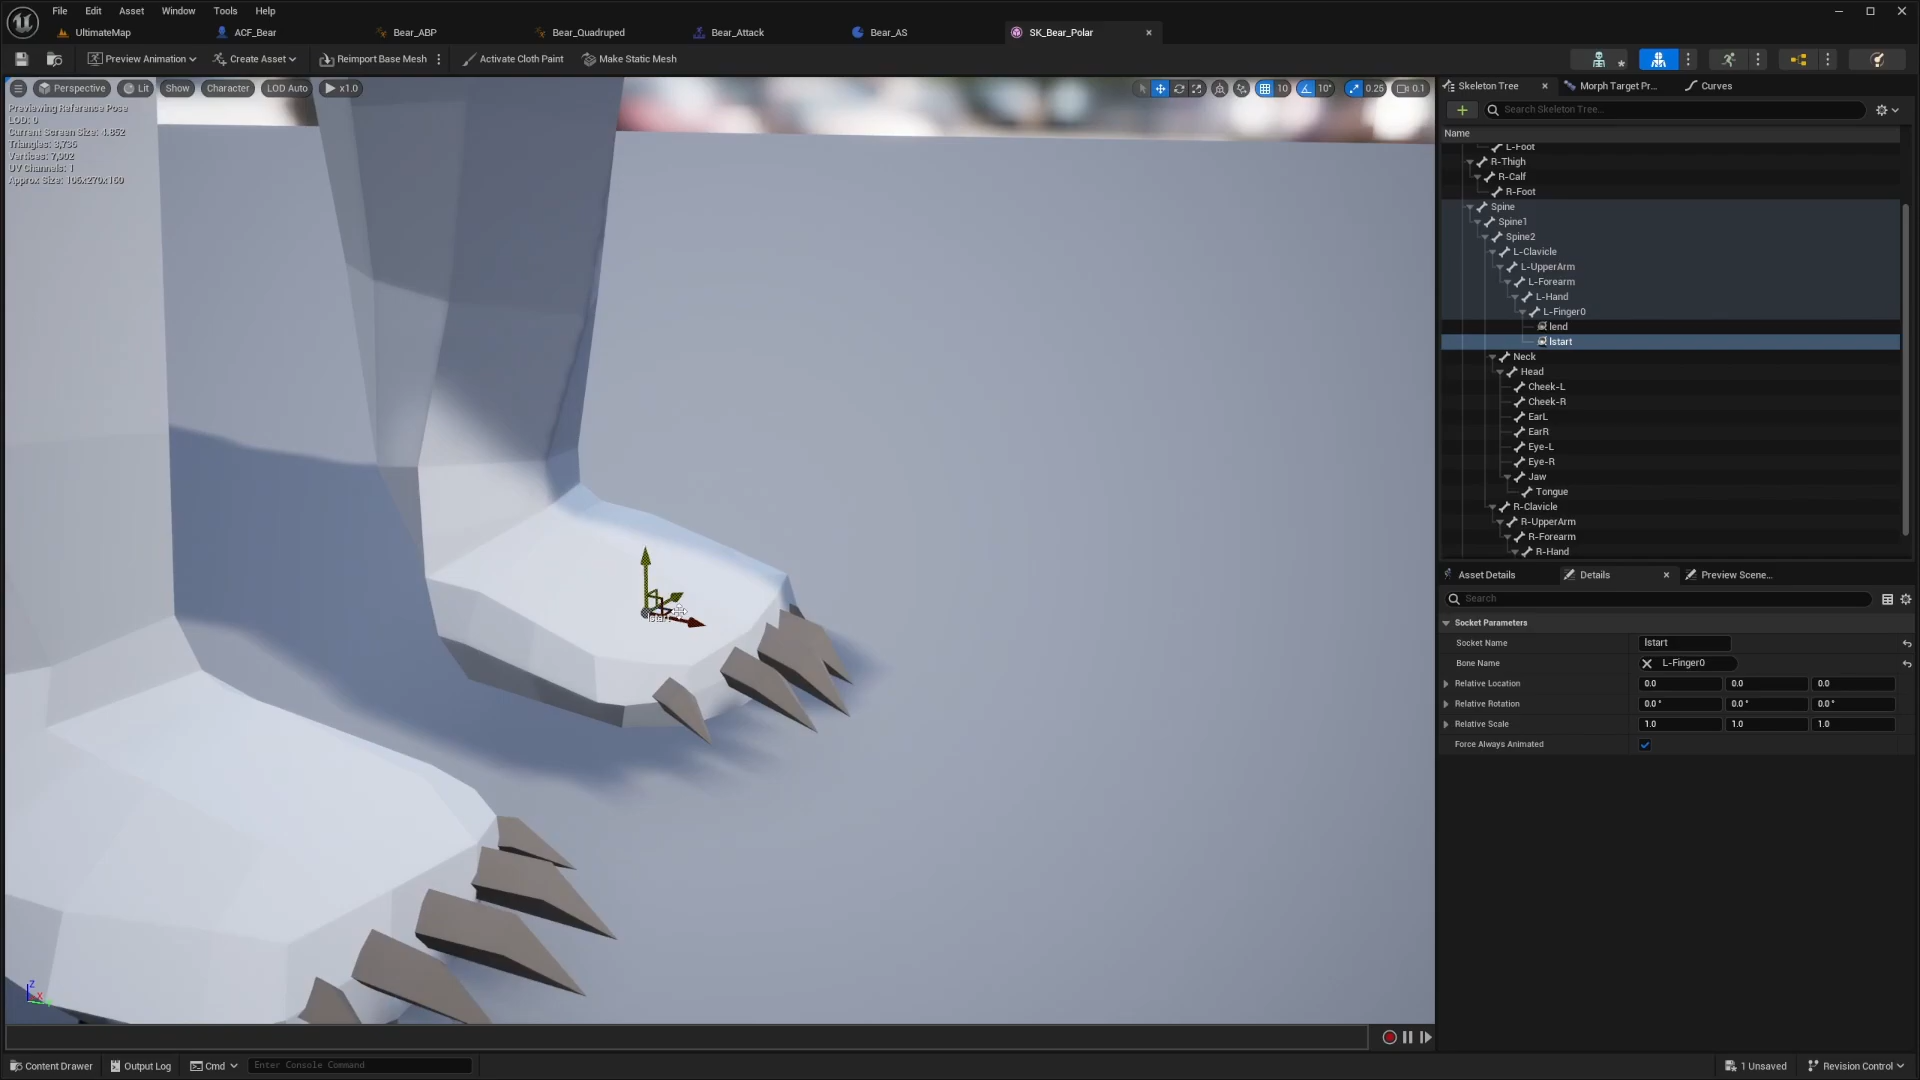 File Edit Asset Window Tools Help
UltimateMap ACF_Bear Bear_ABP Bear_Quadruped Bear_Attack Bear_AS SK_Bear_Polar
Preview Animation Create Asset Reimport Base Mesh Activate Cloth Paint Make Static Mesh
Perspective Lit Show Character LOD Auto x1.0 10 10° 0.25 0.1
Previewing Reference Pose
LOD: 0
Current Screen Size: 4.852
Triangles: 3,736
Vertices: 7,902
UV Channels: 1
Approx Size: 106x270x160
lstart
Z
X
Skeleton Tree Morph Target Pr... Curves
Search Skeleton Tree...
Name
L-Foot
R-Thigh
R-Calf
R-Foot
Spine
Spine1
Spine2
L-Clavicle
L-UpperArm
L-Forearm
L-Hand
L-Finger0
lend
lstart
Neck
Head
Cheek-L
Cheek-R
EarL
EarR
Eye-L
Eye-R
Jaw
Tongue
R-Clavicle
R-UpperArm
R-Forearm
R-Hand
Asset Details Details Preview Scene...
Search
Socket Parameters
Socket Name lstart
Bone Name L-Finger0
Relative Location 0.0 0.0 0.0
Relative Rotation 0.0 ° 0.0 ° 0.0 °
Relative Scale 1.0 1.0 1.0
Force Always Animated
Content Drawer Output Log Cmd Enter Console Command 1 Unsaved Revision Control